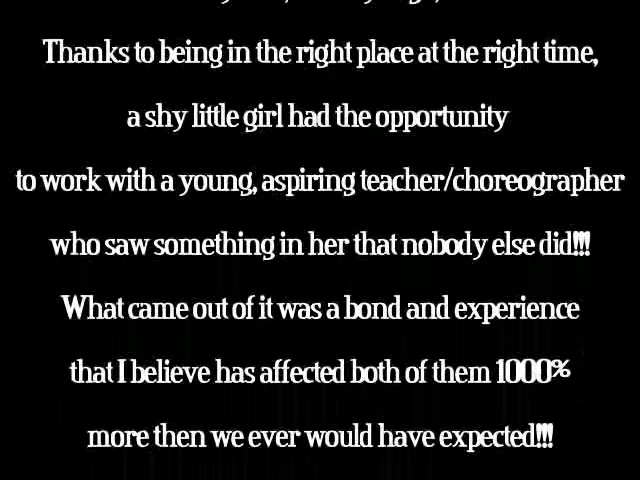 Thanks to being in the right place at the right time,
a shy little girl had the opportunity
to work with a young, aspiring teacher/choreographer
who saw something in her that nobody else did!!!
What came out of it was a bond and experience
that I believe has affected both of them 1000%
more then we ever would have expected!!!